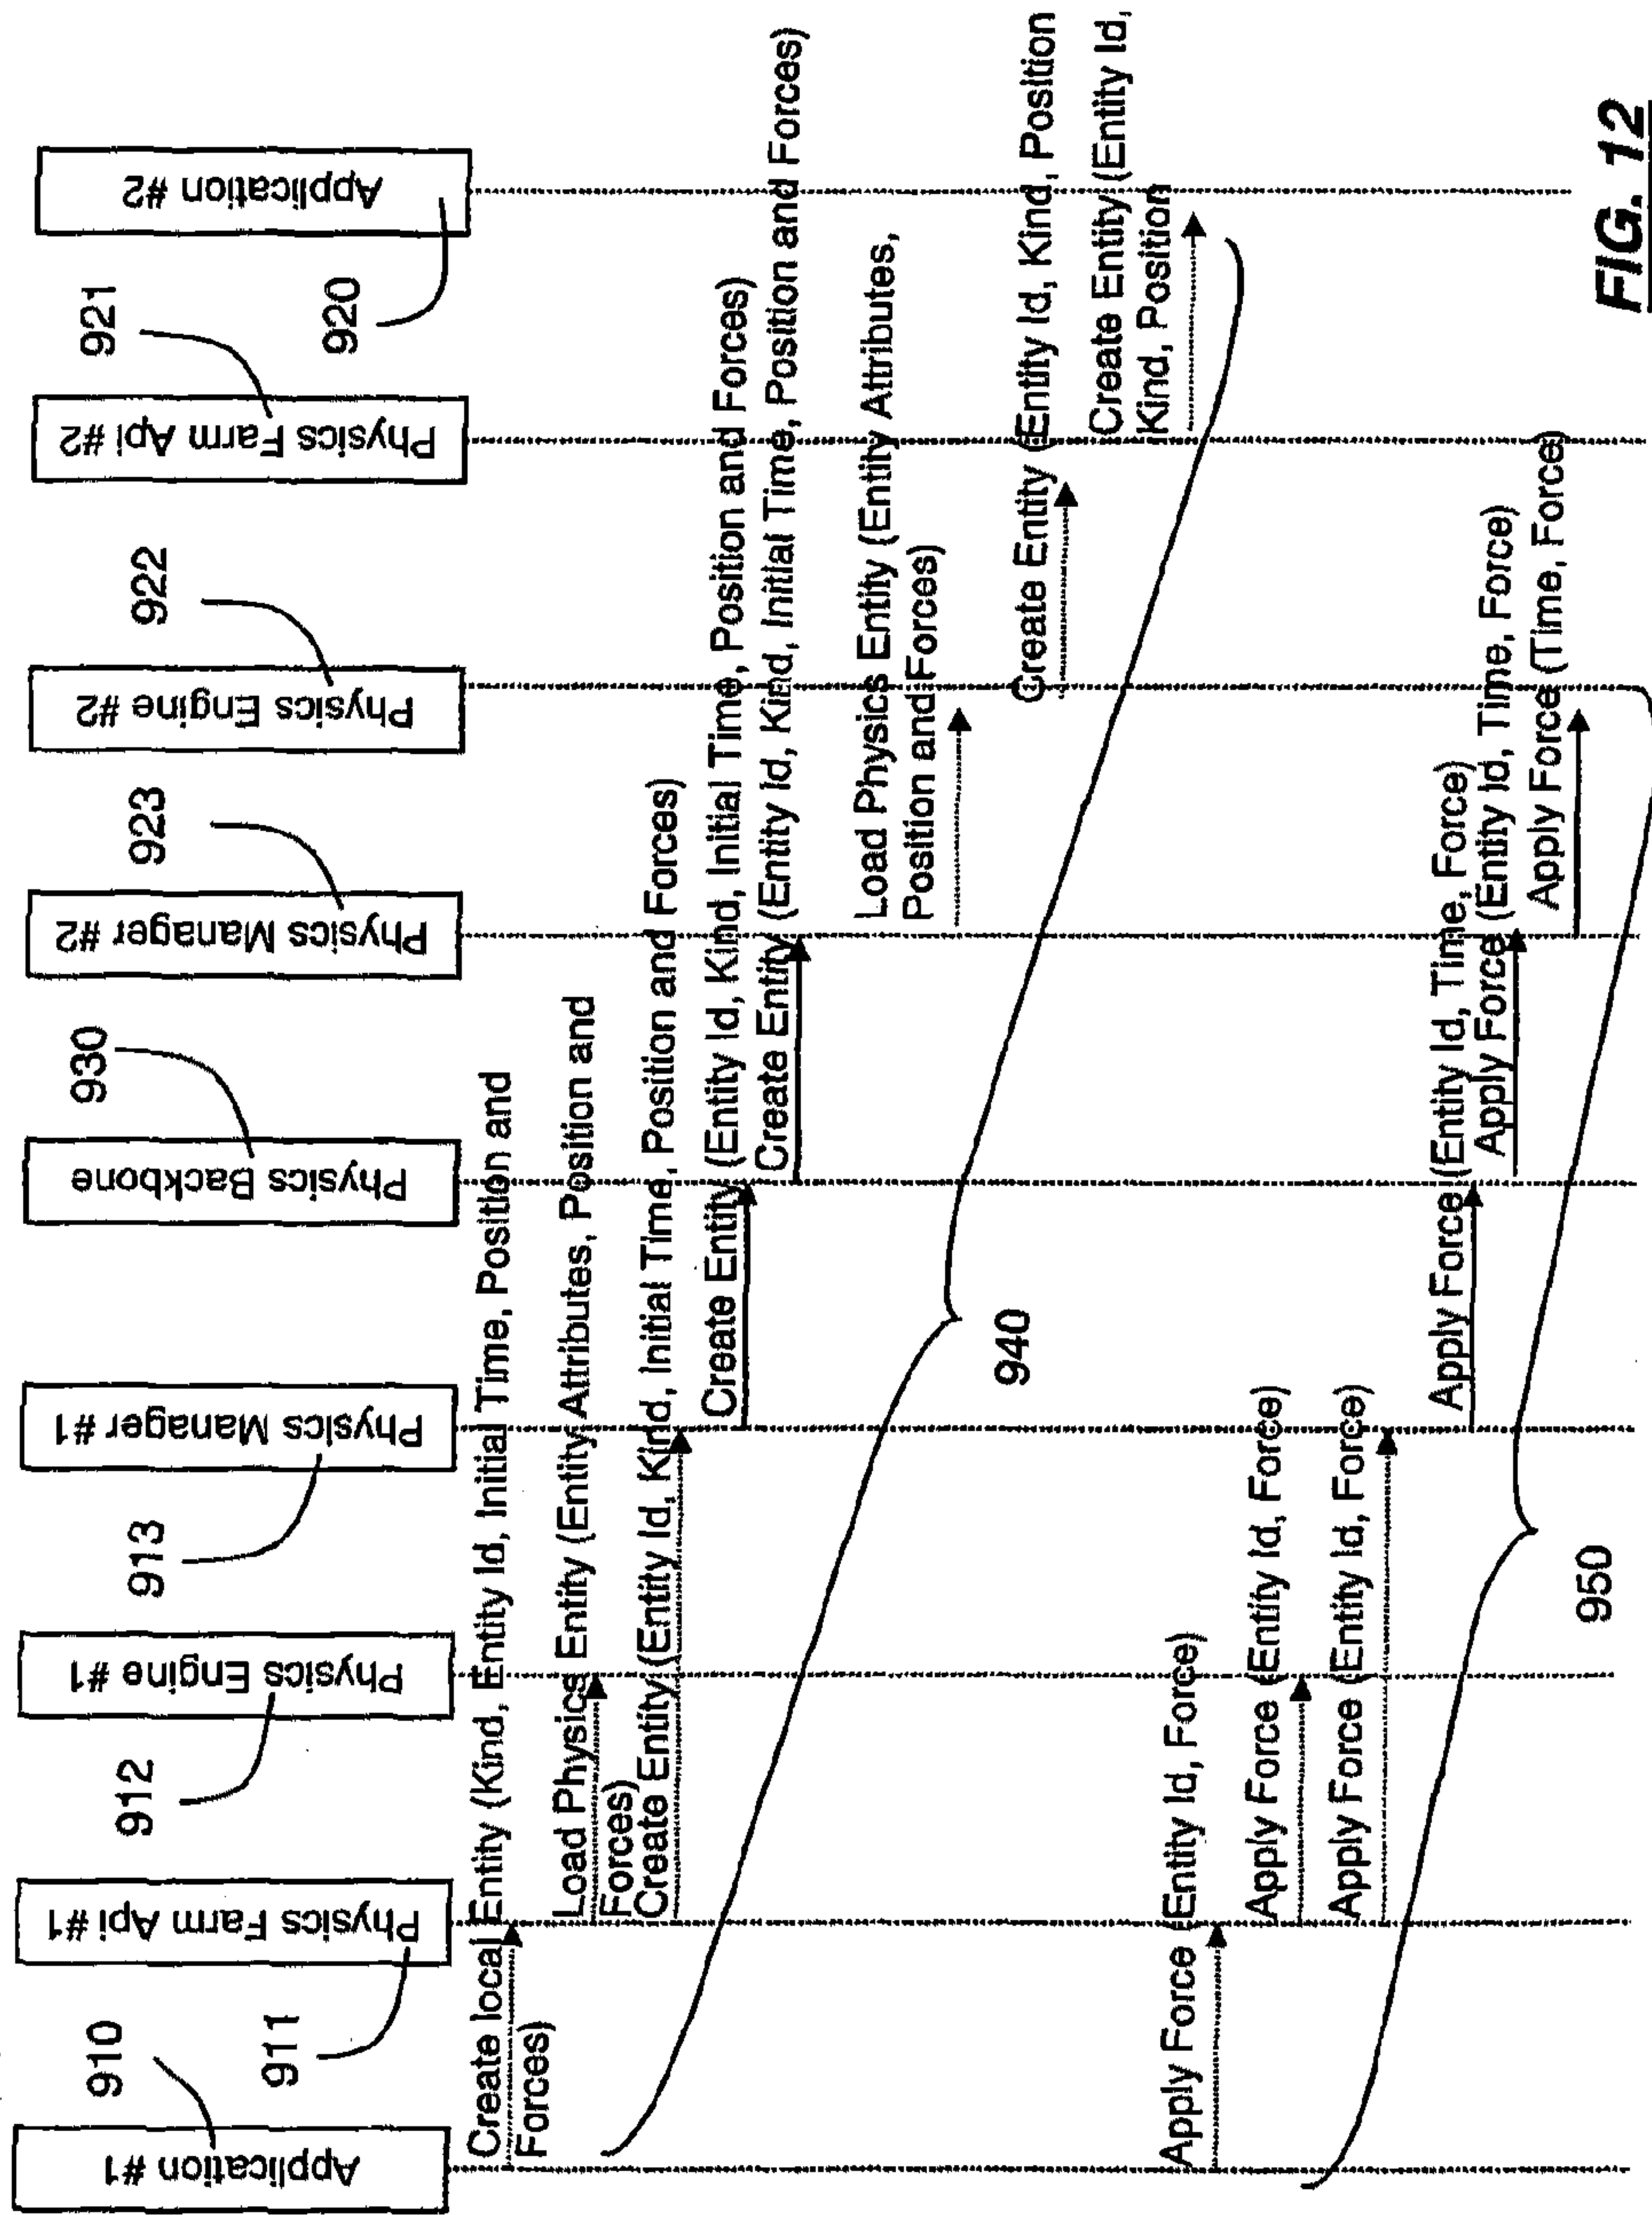 Application #1
Physics Farm Api #1
Physics Engine #1
Physics Manager #1
Physics Backbone
Physics Manager #2
Physics Engine #2
Physics Farm Api #2
Application #2
910
911
912
913
930
923
922
921
920
Create local Entity (Kind, Entity Id, Initial Time, Position and
Forces)
Load Physics Entity (Entity Attributes, Position and
Forces)
Create Entity (Entity Id, Kind, Initial Time, Position and Forces)
Create Entity (Entity Id, Kind, Initial Time, Position and Forces)
Create Entity (Entity Id, Kind, Initial Time, Position and Forces)
Load Physics Entity (Entity Attributes,
Position and Forces)
Create Entity (Entity Id, Kind, Position
Create Entity (Entity Id,
Kind, Position
940
Apply Force (Entity Id, Force)
Apply Force (Entity Id, Force)
Apply Force (Entity Id, Force)
Apply Force (Entity Id, Time, Force)
Apply Force (Entity Id, Time, Force)
Apply Force (Time, Force)
950
FIG. 12